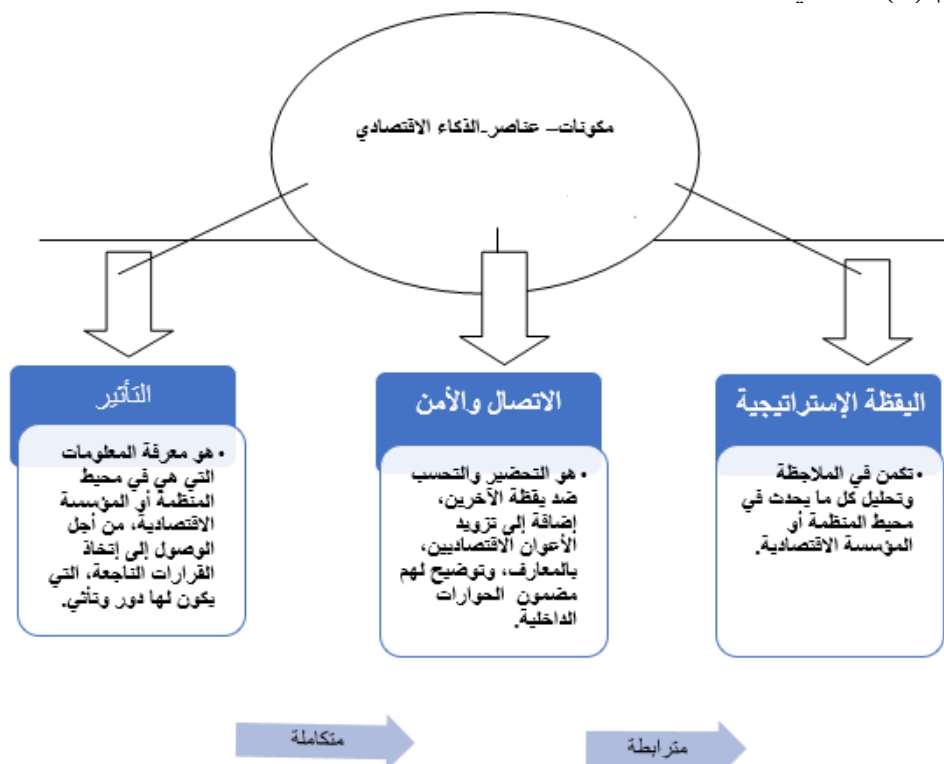 مكونات– عناصر-الذكاء الاقتصادي
اليقظة الإستراتيجية
• تكمن في الملاحظة
وتحليل كل ما يحدث في
محيط المنظمة أو
المؤسسة الاقتصادية.
الاتصال والأمن
• هو التحضير والتحسب
ضد يقظة الآخرين،
إضافة إلى تزويد
الأعوان الاقتصاديين،
بالمعارف، وتوضيح لهم
مضمون الحوارات
الداخلية.
التأثير
• هو معرفة المعلومات
التي هي في محيط
المنظمة أو المؤسسة
الاقتصادية، من أجل
الوصول إلى إتخاذ
القرارات الناجعة، التي
يكون لها دور وتأثي.
مترابطة
متكاملة